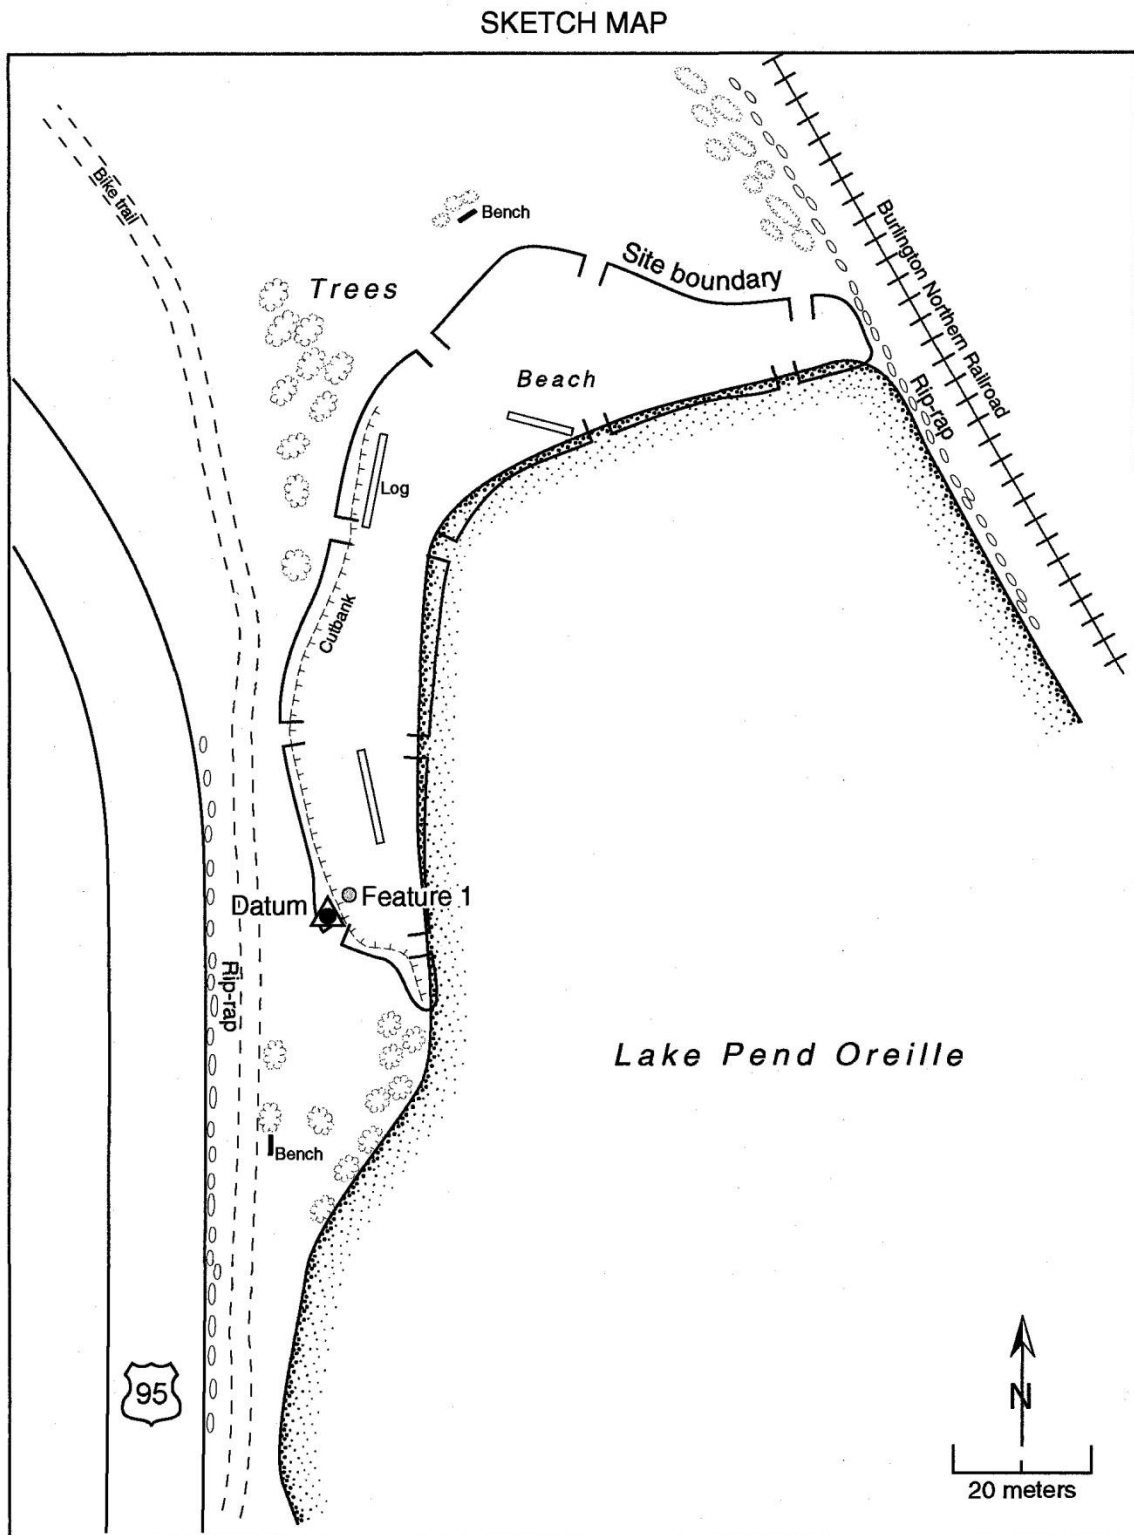 SKETCH MAP
Bike trail
Bench
Trees
Site boundary
Burlington Northern Railroad
Beach
Rip-rap
Log
Cutbank
Datum
Feature 1
Rip-rap
Lake Pend Oreille
Bench
95
N
20 meters